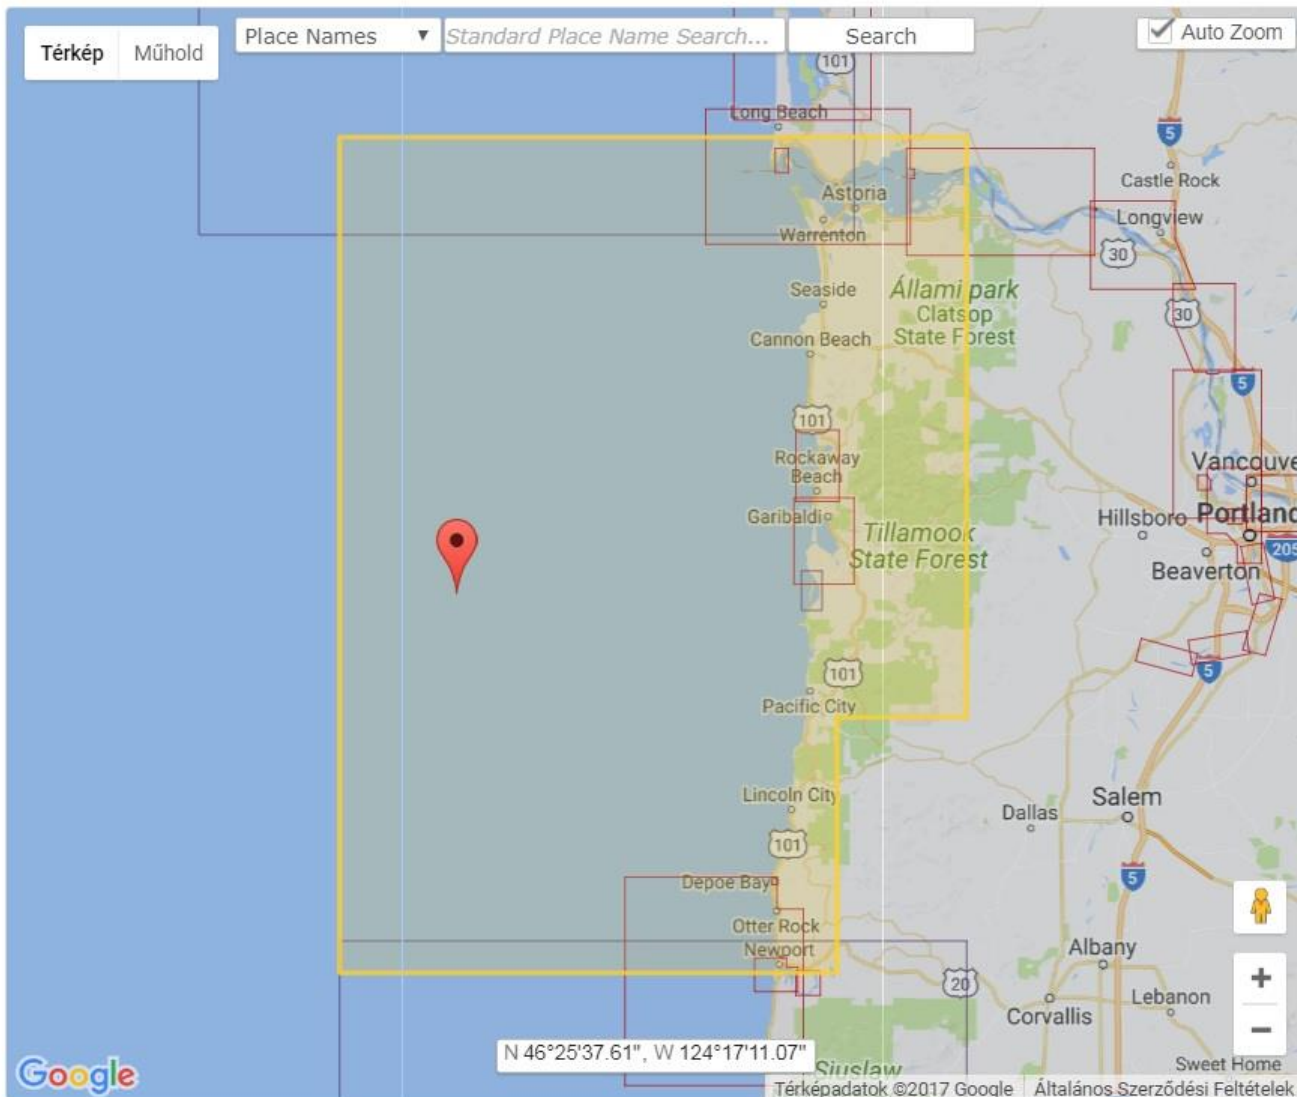 Térkép
Műhold
Place Names
Standard Place Name Search...
Search
Auto Zoom
101
Long Beach
5
Castle Rock
Astoria
Longview
Warrenton
30
Seaside
Állami park
Clatsop
State Forest
30
Cannon Beach
5
101
Rockaway
Beach
Vancouve
Garibaldi
Hillsboro
Portland
Tillamook
State Forest
205
Beaverton
101
5
Pacific City
Lincoln City
Salem
Dallas
101
Depoe Bay
5
Otter Rock
Newport
Albany
20
Lebanon
Corvallis
N 46°25'37.61", W 124°17'11.07"
Siuslaw
Sweet Home
Google
Térképadatok ©2017 Google
Általános Szerződési Feltételek